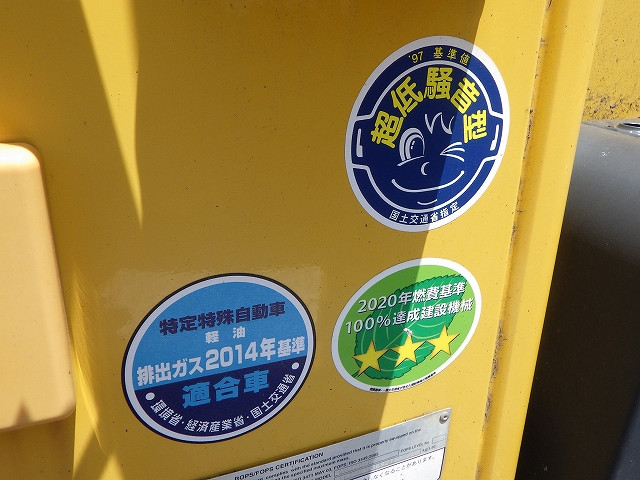 '97 基準値
超低騒音型
国土交通省指定
2020年燃費基準
100%達成建設機械
特定特殊自動車
軽油
排出ガス2014年基準
適合車
環境省・経済産業省・国土交通省
ROPS/FOPS CERTIFICATION